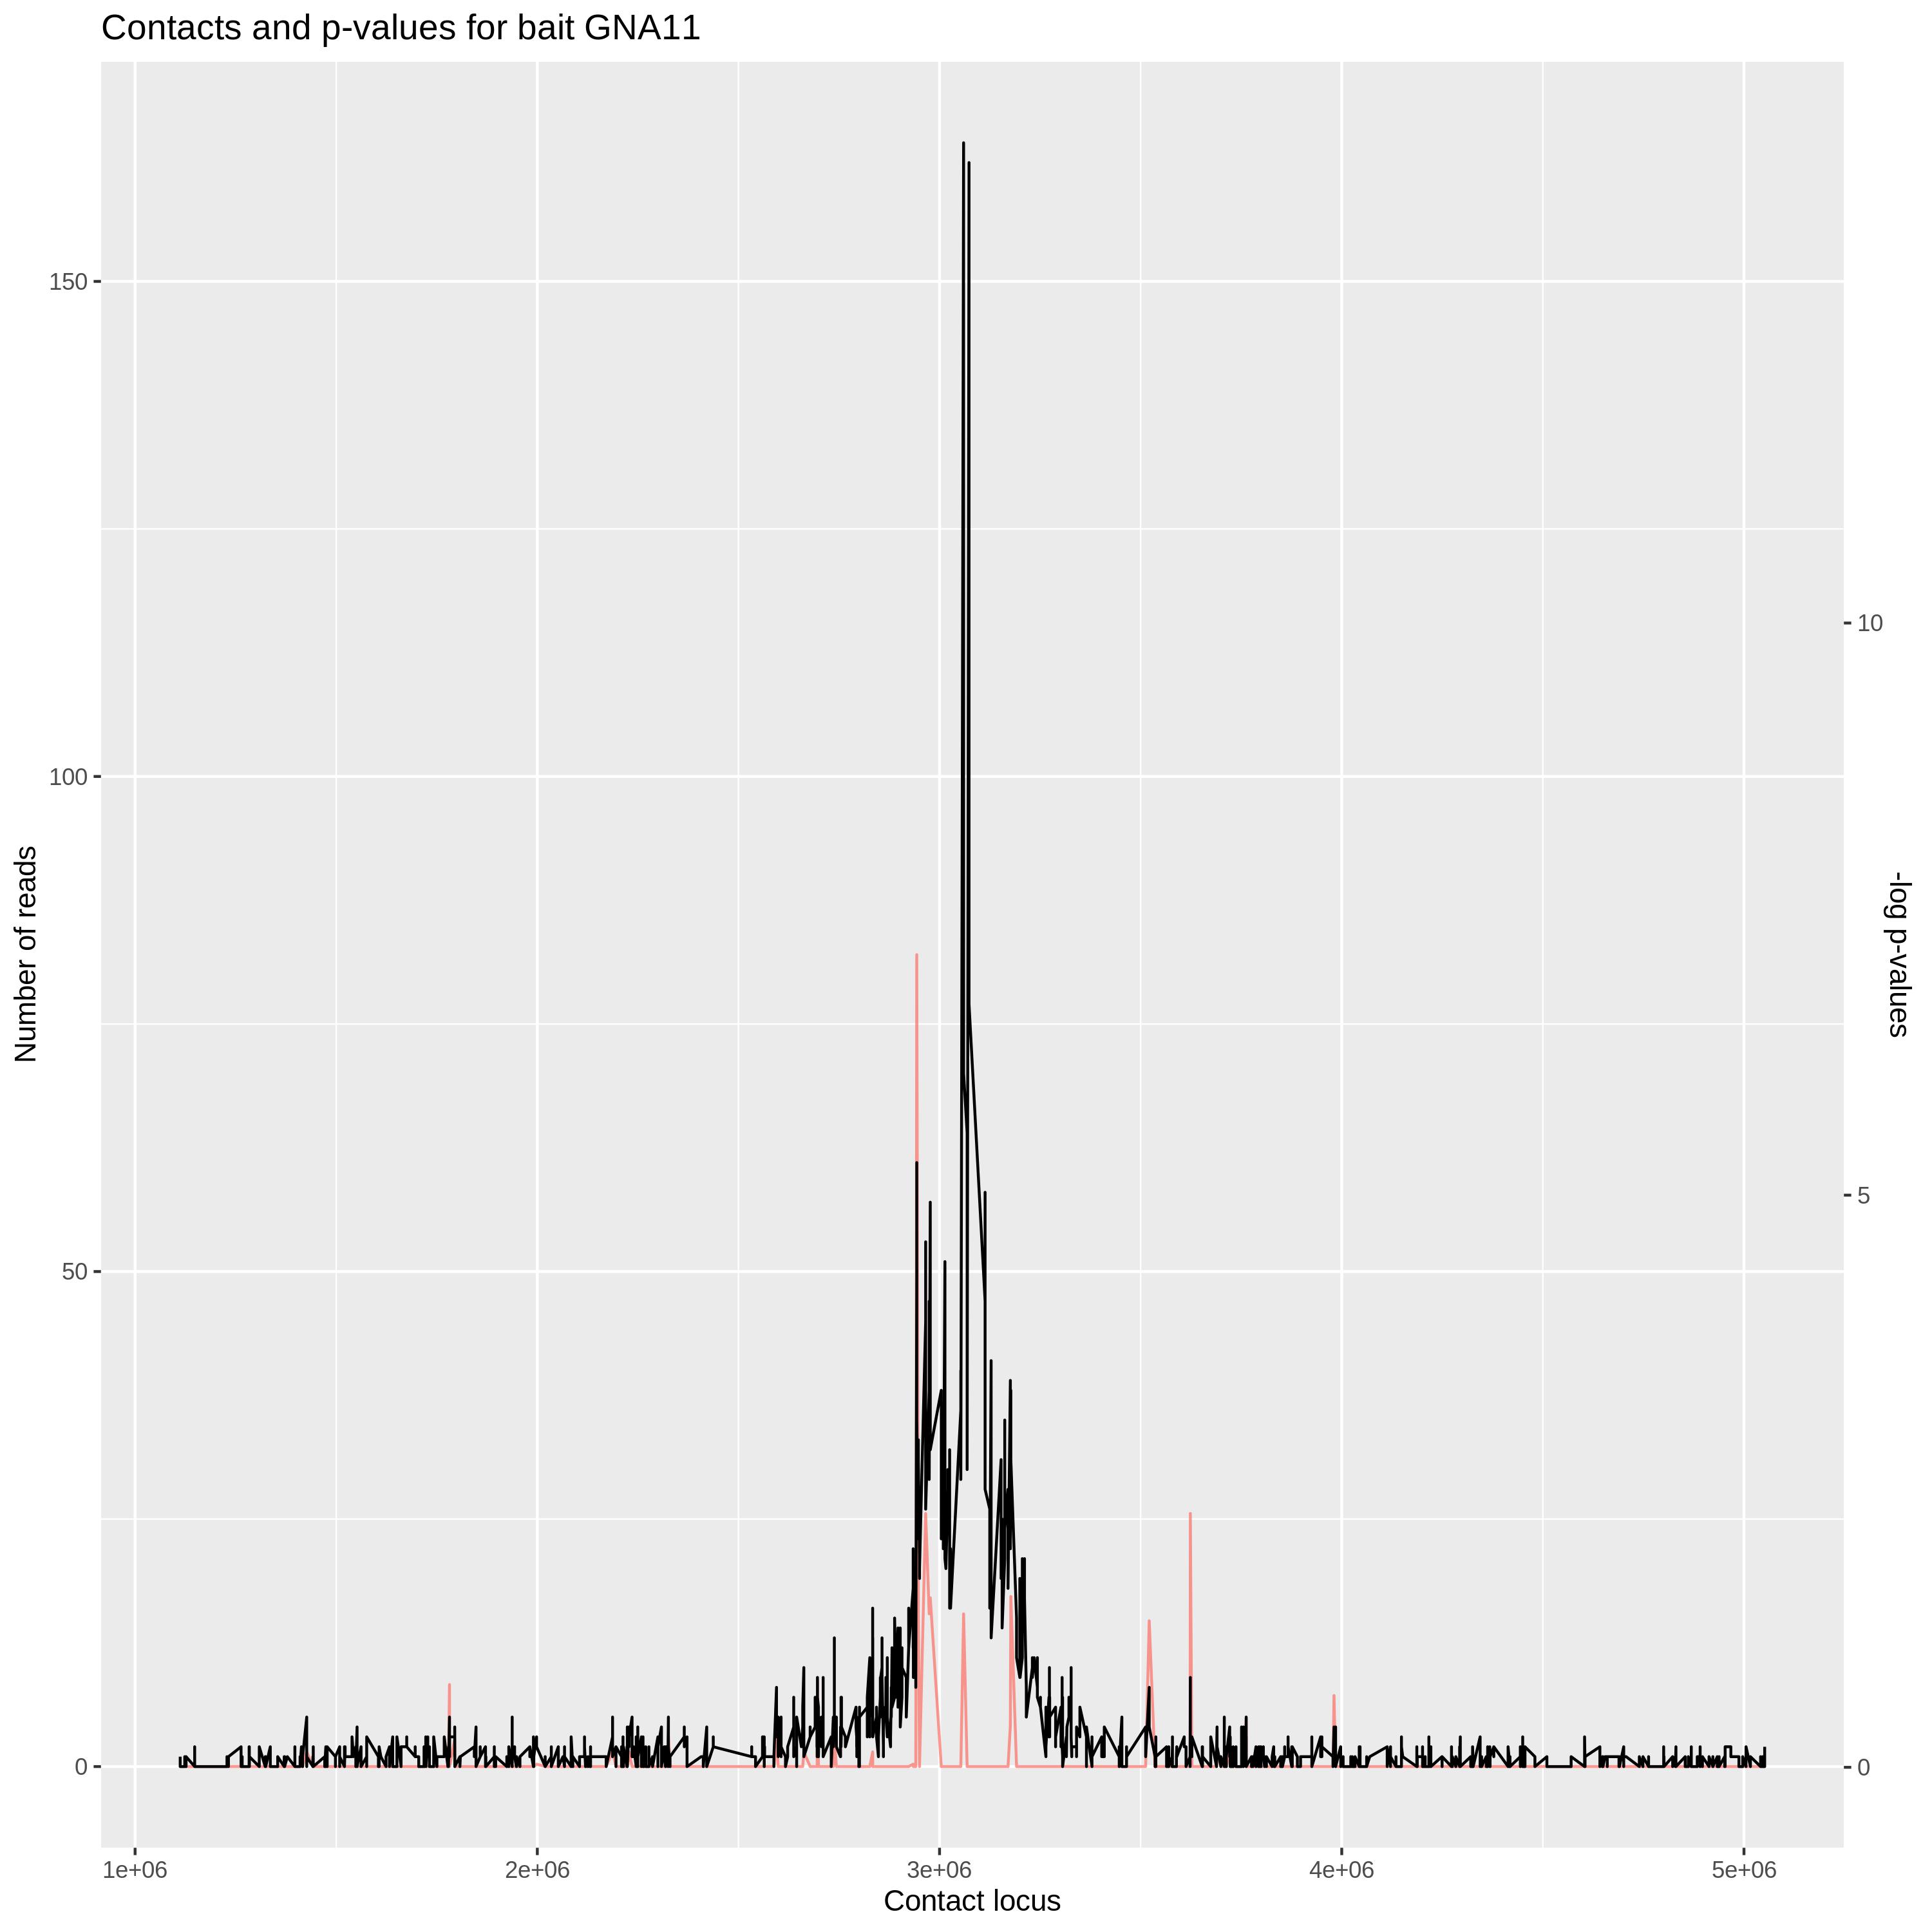 Contacts and p-values for bait GNA11
Number of reads
150
100
50
0
10
5
0
-log p-values
1e+06
2e+06
3e+06
4e+06
5e+06
Contact locus